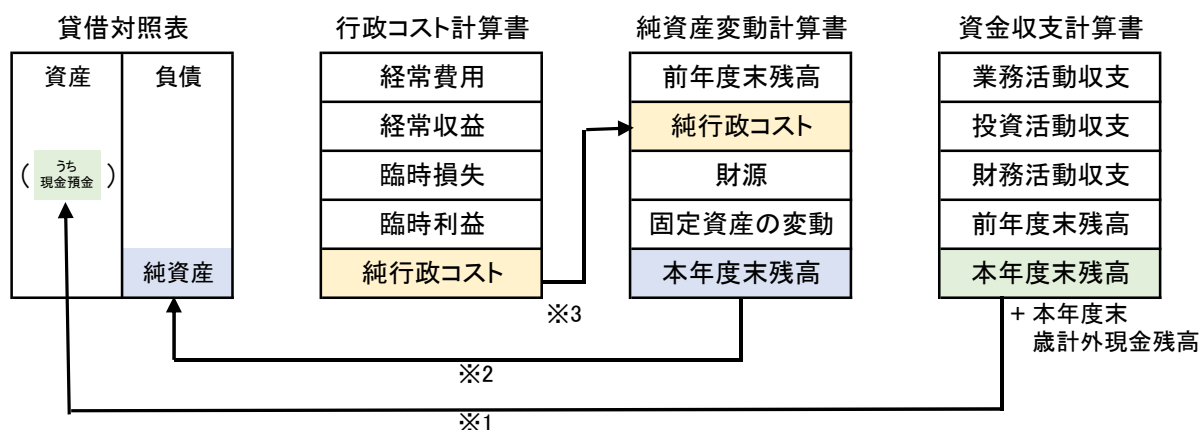 貸借対照表
資産
負債
( うち
現金預金 )
純資産
行政コスト計算書
経常費用
経常収益
臨時損失
臨時利益
純行政コスト
純資産変動計算書
前年度末残高
純行政コスト
財源
固定資産の変動
本年度末残高
資金収支計算書
業務活動収支
投資活動収支
財務活動収支
前年度末残高
本年度末残高
+ 本年度末
歳計外現金残高
※3
※2
※1